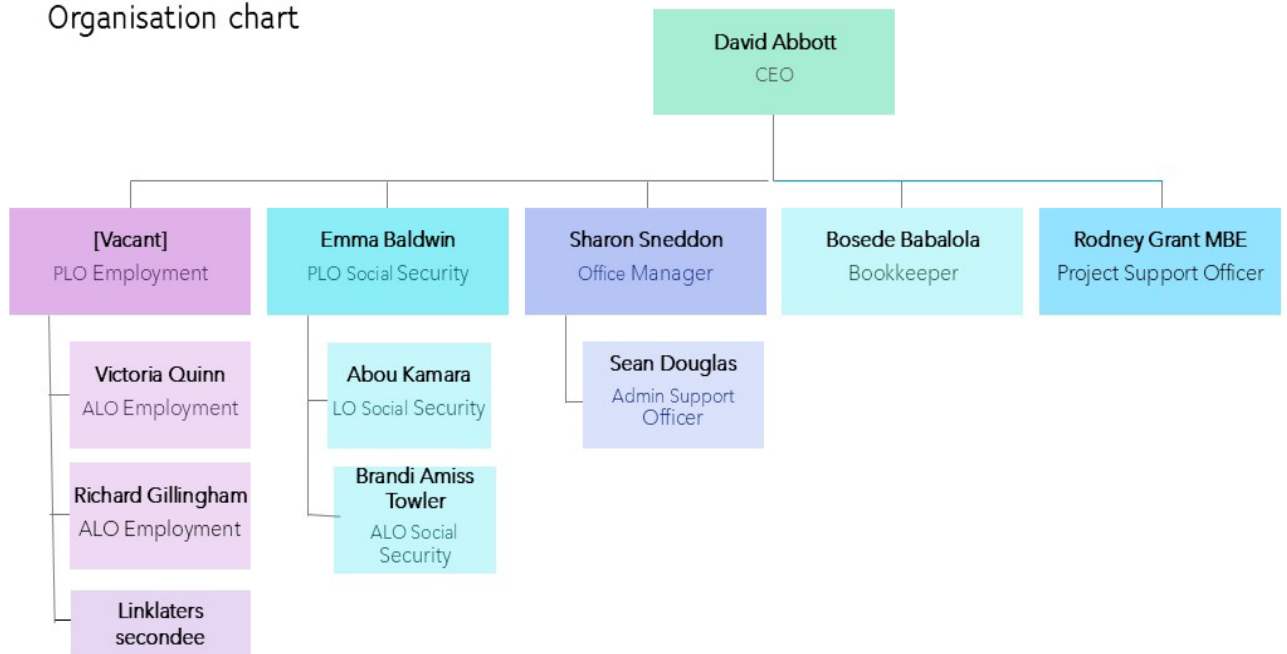 Organisation chart
David Abbott
CEO
[Vacant]
PLO Employment
Emma Baldwin
PLO Social Security
Sharon Sneddon
Office Manager
Bosede Babalola
Bookkeeper
Rodney Grant MBE
Project Support Officer
Victoria Quinn
ALO Employment
Abou Kamara
LO Social Security
Sean Douglas
Admin Support
Officer
Richard Gillingham
ALO Employment
Brandi Amiss
Towler
ALO Social
Security
Linklaters
secondee